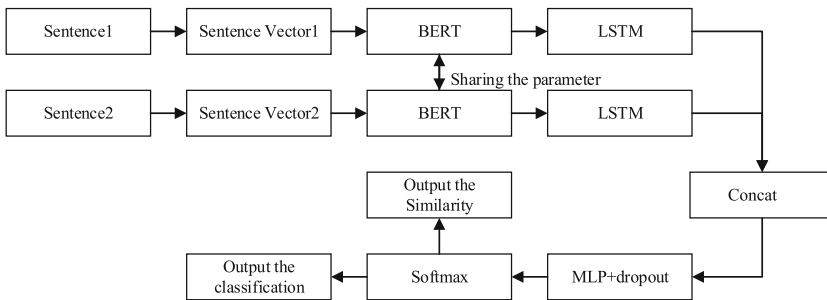 Sentence1
Sentence Vector1
BERT
LSTM
Sharing the parameter
Sentence2
Sentence Vector2
BERT
LSTM
Concat
Output the
Similarity
Output the
classification
Softmax
MLP+dropout